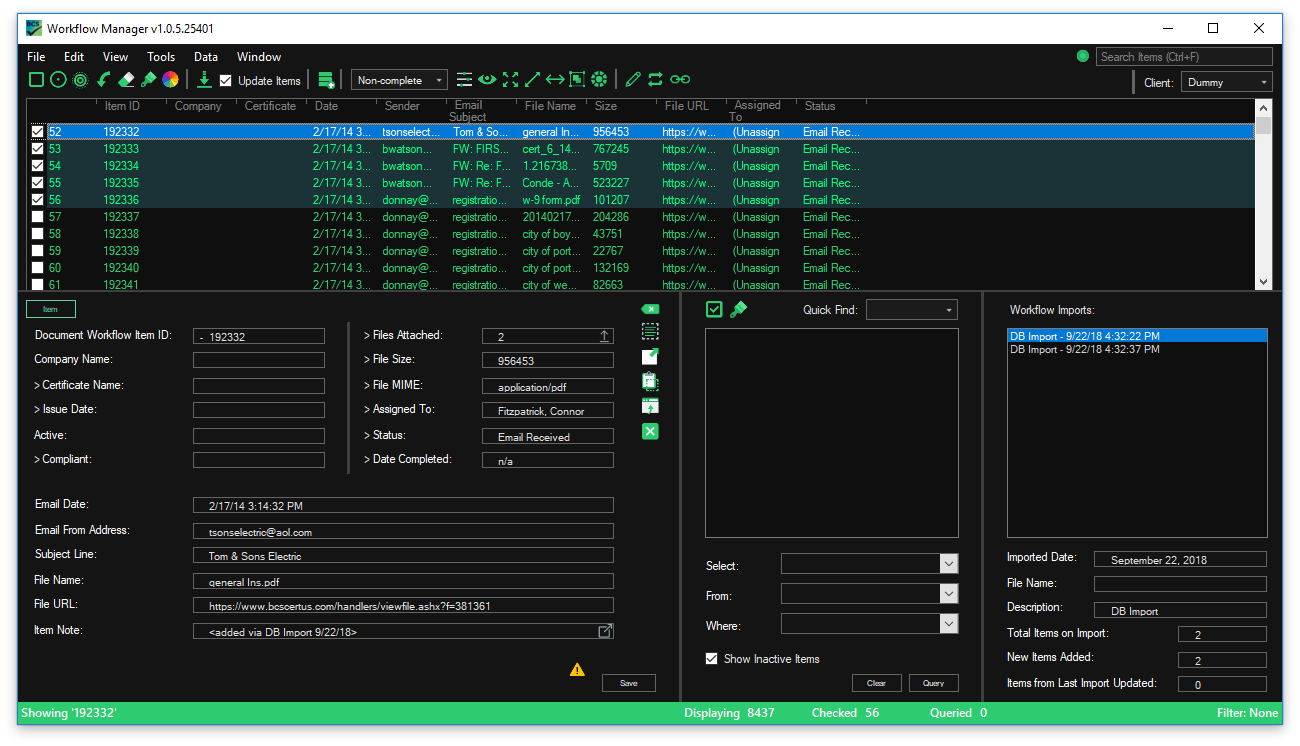 BCS
Workflow Manager v1.0.5.25401
File Edit View Tools Data Window
Search Items (Ctrl+F)
Update Items Non-complete Client: Dummy
Item ID Company Certificate Date Sender Email Subject File Name Size File URL Assigned To Status
52 192332 2/17/14 3... tsonselect... Tom & So... general In... 956453 https://w... (Unassign Email Rec...
53 192333 2/17/14 3... bwatson... FW: FIRS... cert_6_14... 767245 https://w... (Unassign Email Rec...
54 192334 2/17/14 3... bwatson... FW: Re: F... 1.216738... 5709 https://w... (Unassign Email Rec...
55 192335 2/17/14 3... bwatson... FW: Re: F... Conde - A... 523227 https://w... (Unassign Email Rec...
56 192336 2/17/14 3... donnay@... registratio... w-9 form.pdf 101207 https://w... (Unassign Email Rec...
57 192337 2/17/14 3... donnay@... registratio... 20140217... 204286 https://w... (Unassign Email Rec...
58 192338 2/17/14 3... donnay@... registratio... city of boy... 43751 https://w... (Unassign Email Rec...
59 192339 2/17/14 3... donnay@... registratio... city of port... 22767 https://w... (Unassign Email Rec...
60 192340 2/17/14 3... donnay@... registratio... city of port... 132169 https://w... (Unassign Email Rec...
61 192341 2/17/14 3... donnay@... registratio... city of we... 82663 https://w... (Unassign Email Rec...
Item
Document Workflow Item ID: - 192332
Company Name:
> Certificate Name:
> Issue Date:
Active:
> Compliant:
> Files Attached: 2
> File Size: 956453
> File MIME: application/pdf
> Assigned To: Fitzpatrick, Connor
> Status: Email Received
> Date Completed: n/a
Email Date: 2/17/14 3:14:32 PM
Email From Address: tsonselectric@aol.com
Subject Line: Tom & Sons Electric
File Name: general Ins.pdf
File URL: https://www.bcscertus.com/handlers/viewfile.ashx?f=381361
Item Note: <added via DB Import 9/22/18>
Save
Quick Find:
Select:
From:
Where:
Show Inactive Items
Clear Query
Workflow Imports:
DB Import - 9/22/18 4:32:22 PM
DB Import - 9/22/18 4:32:37 PM
Imported Date: September 22, 2018
File Name:
Description: DB Import
Total Items on Import: 2
New Items Added: 2
Items from Last Import Updated: 0
Showing '192332' Displaying 8437 Checked 56 Queried 0 Filter: None